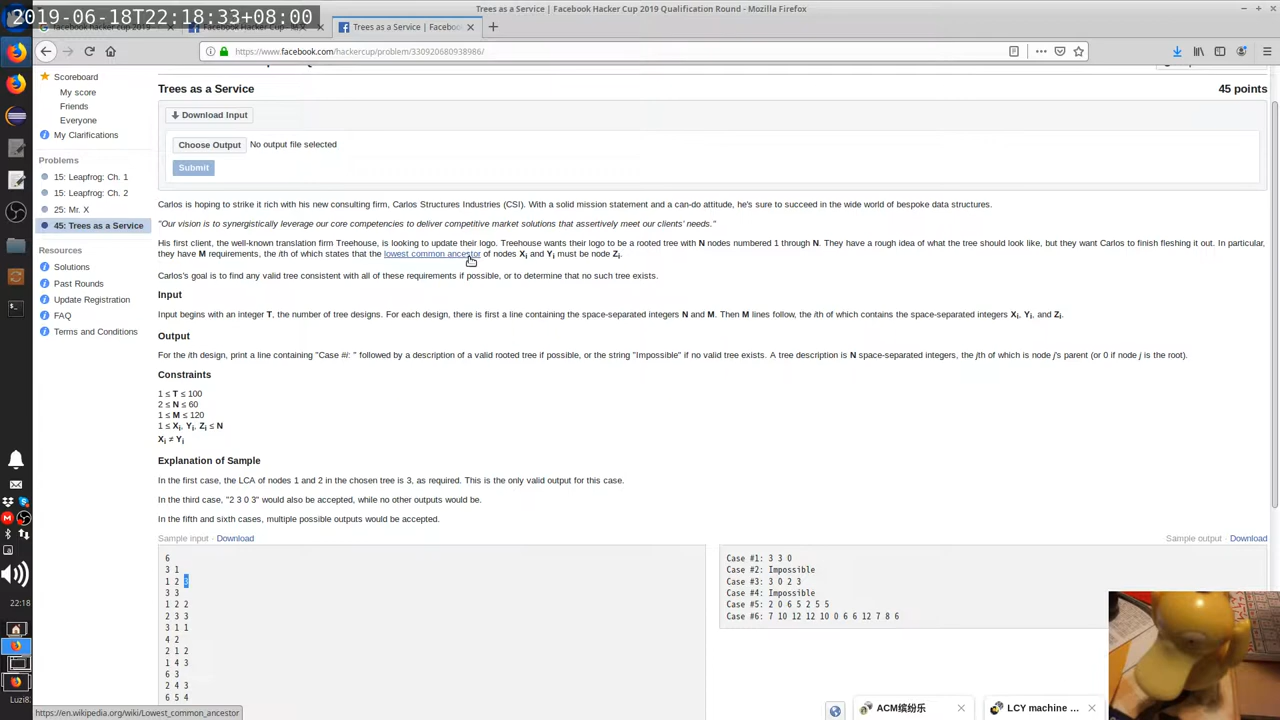 2019-06-18T22:18:33+08:00
Trees as a Service | Facebook Hacker Cup 2019 Qualification Round - Mozilla Firefox
Trees as a Service | Facebo
https://www.facebook.com/hackercup/problem/330920680938986/
Scoreboard
My score
Friends
Everyone
My Clarifications
Problems
15: Leapfrog: Ch. 1
15: Leapfrog: Ch. 2
25: Mr. X
45: Trees as a Service
Resources
Solutions
Past Rounds
Update Registration
FAQ
Terms and Conditions
Trees as a Service 45 points
Download Input
Choose Output No output file selected
Submit
Carlos is hoping to strike it rich with his new consulting firm, Carlos Structures Industries (CSI). With a solid mission statement and a can-do attitude, he's sure to succeed in the wide world of bespoke data structures.
"Our vision is to synergistically leverage our core competencies to deliver competitive market solutions that assertively meet our clients' needs."
His first client, the well-known translation firm Treehouse, is looking to update their logo. Treehouse wants their logo to be a rooted tree with N nodes numbered 1 through N. They have a rough idea of what the tree should look like, but they want Carlos to finish fleshing it out. In particular,
they have M requirements, the ith of which states that the lowest common ancestor of nodes Xi and Yi must be node Zi.
Carlos's goal is to find any valid tree consistent with all of these requirements if possible, or to determine that no such tree exists.
Input
Input begins with an integer T, the number of tree designs. For each design, there is first a line containing the space-separated integers N and M. Then M lines follow, the ith of which contains the space-separated integers Xi, Yi, and Zi.
Output
For the ith design, print a line containing "Case #i: " followed by a description of a valid rooted tree if possible, or the string "Impossible" if no valid tree exists. A tree description is N space-separated integers, the jth of which is node j's parent (or 0 if node j is the root).
Constraints
1 ≤ T ≤ 100
2 ≤ N ≤ 60
1 ≤ M ≤ 120
1 ≤ Xi, Yi, Zi ≤ N
Xi ≠ Yi
Explanation of Sample
In the first case, the LCA of nodes 1 and 2 in the chosen tree is 3, as required. This is the only valid output for this case.
In the third case, "2 3 0 3" would also be accepted, while no other outputs would be.
In the fifth and sixth cases, multiple possible outputs would be accepted.
Sample input · Download
6
3 1
1 2 3
3 3
1 2 2
2 3 3
3 1 1
4 2
2 1 2
1 4 3
6 3
2 4 3
6 5 4
Sample output · Download
Case #1: 3 3 0
Case #2: Impossible
Case #3: 3 0 2 3
Case #4: Impossible
Case #5: 2 0 6 5 2 5 5
Case #6: 7 10 12 12 10 0 6 6 12 7 8 6
22:18
Luzi8
https://en.wikipedia.org/wiki/Lowest_common_ancestor
ACM缤纷乐
LCY machine ...